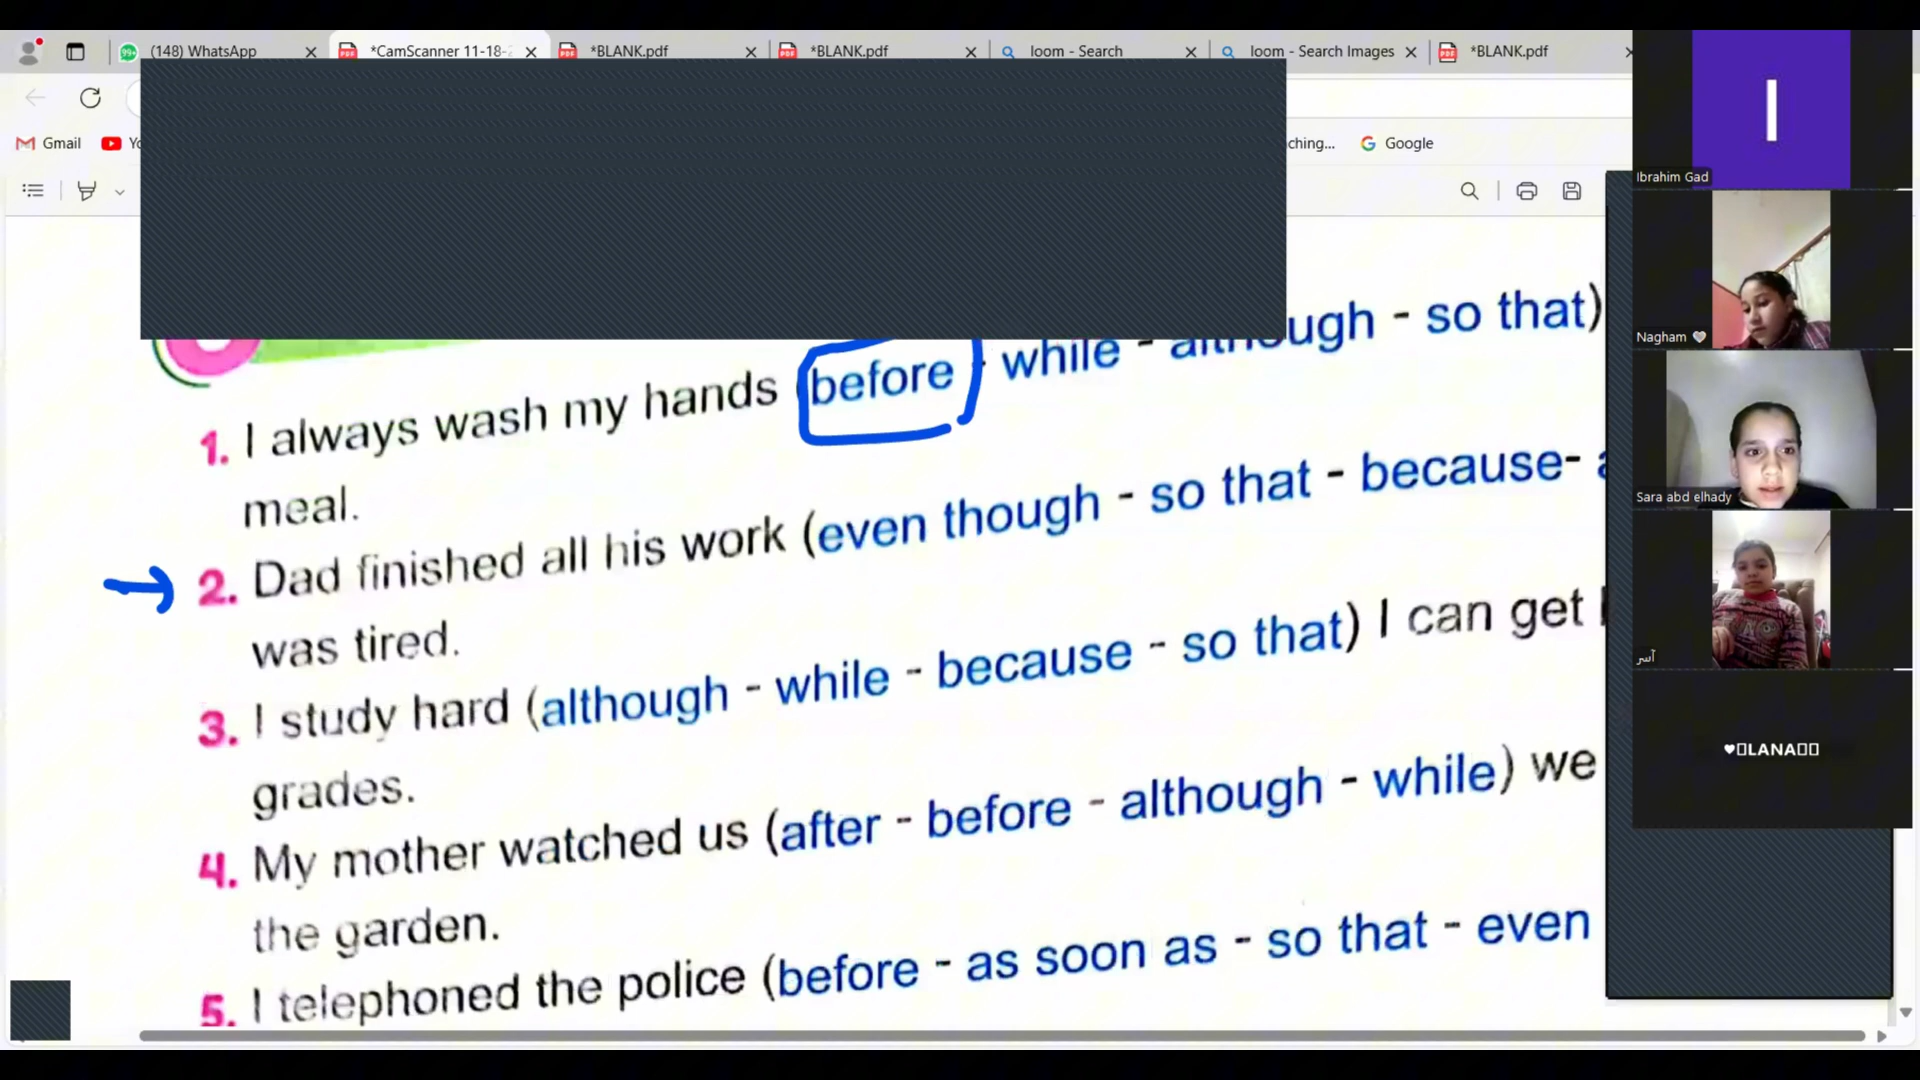 99+ (148) WhatsApp
*CamScanner 11-18-2
*BLANK.pdf
*BLANK.pdf
loom - Search
loom - Search Images
*BLANK.pdf
Gmail
Google
- so that)
1. I always wash my hands before while - although
meal.
2. Dad finished all his work (even though - so that - because-
was tired.
3. I study hard (although - while - because - so that) I can get
grades.
4. My mother watched us (after - before - although - while) we
the garden.
5. I telephoned the police (before - as soon as - so that - even
I
Ibrahim Gad
Nagham 🤍
Sara abd elhady
آسر
♥LANA